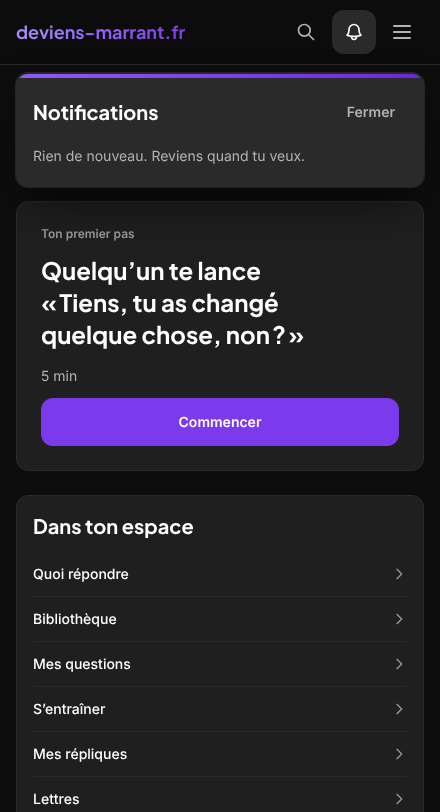 deviens-marrant.fr
Notifications
Fermer
Rien de nouveau. Reviens quand tu veux.
Ton premier pas
Quelqu’un te lance
« Tiens, tu as changé
quelque chose, non ? »
5 min
Commencer
Dans ton espace
Quoi répondre
Bibliothèque
Mes questions
S’entraîner
Mes répliques
Lettres